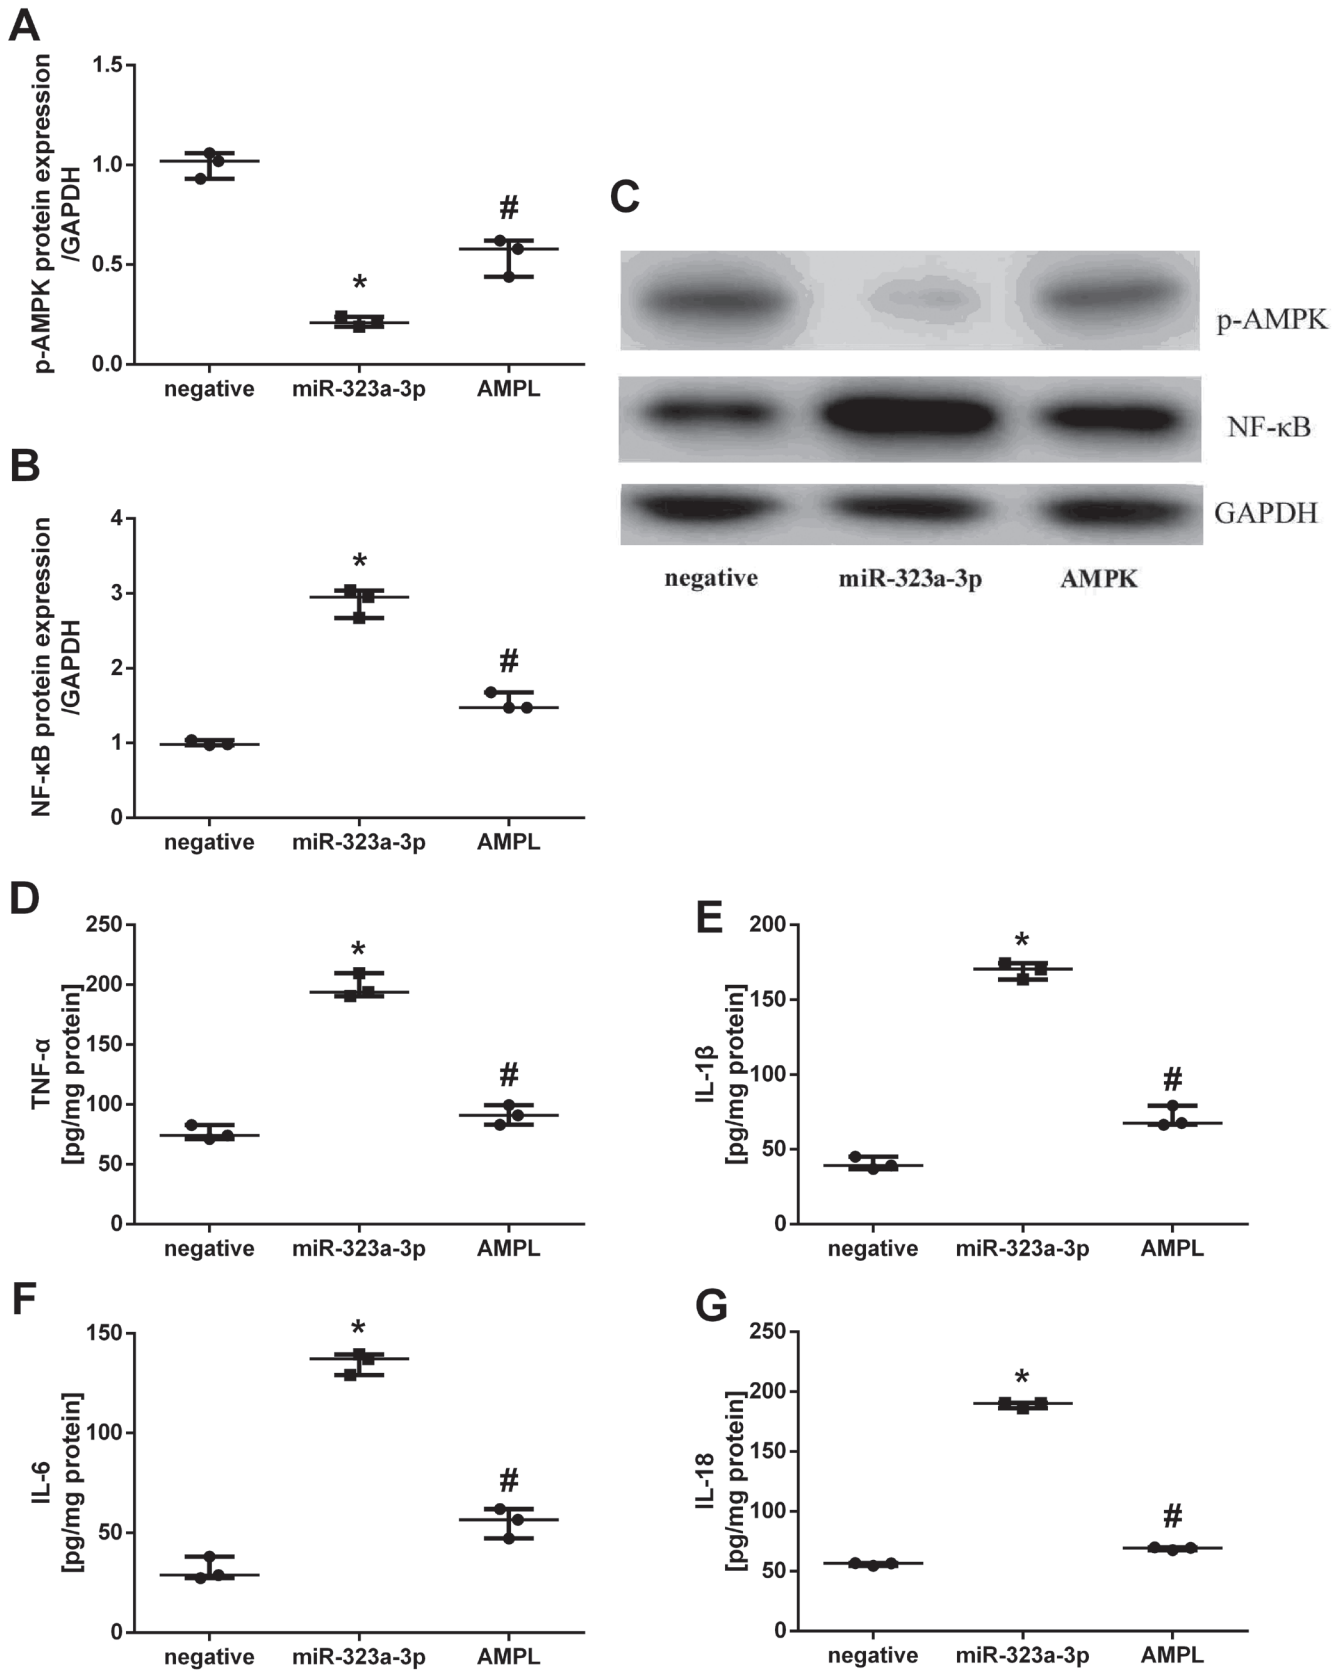 A
p-AMPK protein expression
/GAPDH
1.5
1.0
0.5
0.0
*
#
negative miR-323a-3p AMPL
B
NF-κB protein expression
/GAPDH
4
3
2
1
0
*
#
negative miR-323a-3p AMPL
C
p-AMPK
NF-κB
GAPDH
negative miR-323a-3p AMPK
D
TNF-α
[pg/mg protein]
250
200
150
100
50
0
*
#
negative miR-323a-3p AMPL
E
IL-1β
[pg/mg protein]
200
150
100
50
0
*
#
negative miR-323a-3p AMPL
F
IL-6
[pg/mg protein]
150
100
50
0
*
#
negative miR-323a-3p AMPL
G
IL-18
[pg/mg protein]
250
200
150
100
50
0
*
#
negative miR-323a-3p AMPL